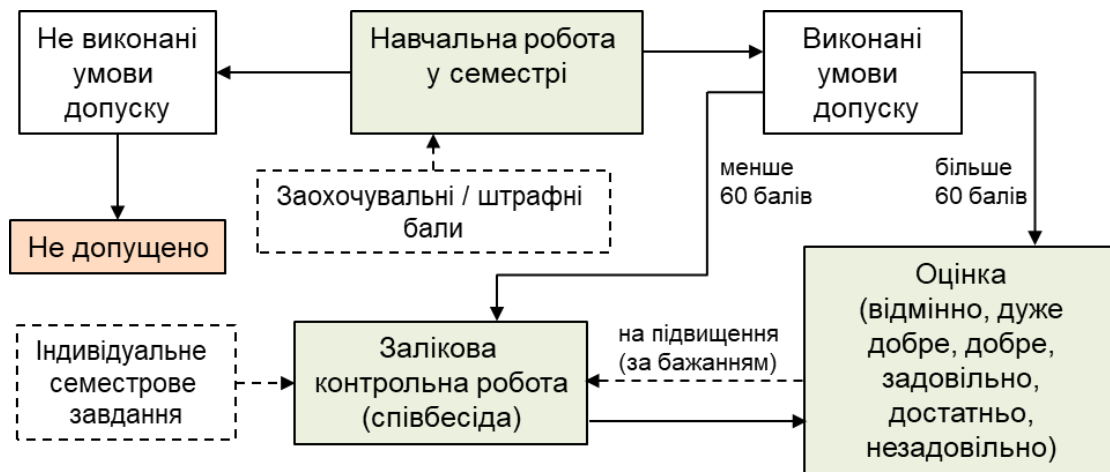 Не виконані
умови
допуску
Навчальна робота
у семестрі
Виконані
умови
допуску
Заохочувальні / штрафні
бали
менше
60 балів
більше
60 балів
Не допущено
Індивідуальне
семестрове
завдання
Залікова
контрольна робота
(співбесіда)
на підвищення
(за бажанням)
Оцінка
(відмінно, дуже
добре, добре,
задовільно,
достатньо,
незадовільно)